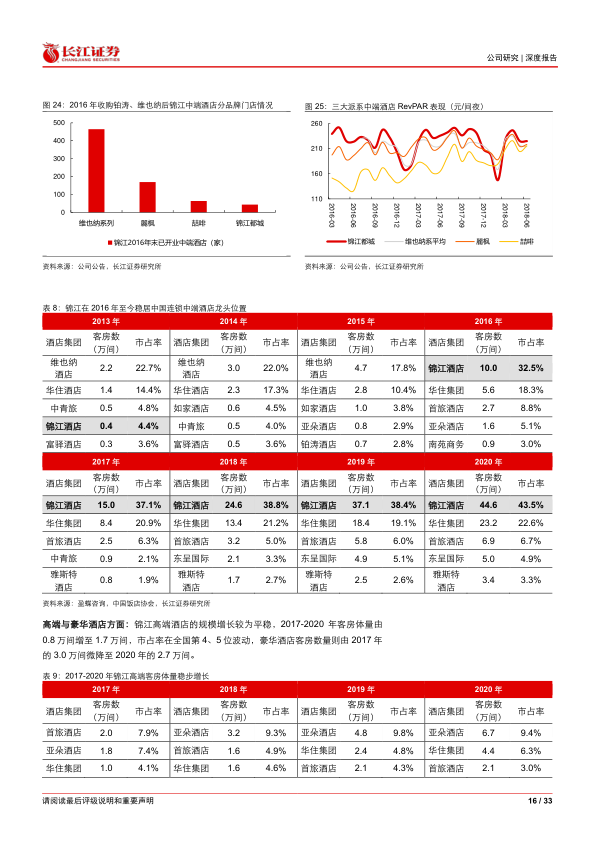 长江证券
CHANGJIANG SECURITIES
公司研究 | 深度报告
图 24：2016 年收购铂涛、维也纳后锦江中端酒店分品牌门店情况
500
400
300
200
100
0
维也纳系列 麗枫 喆啡 锦江都城
锦江2016年末已开业中端酒店（家）
资料来源：公司公告，长江证券研究所
图 25：三大派系中端酒店 RevPAR 表现（元/间夜）
260
210
160
110
2016-03 2016-06 2016-09 2016-12 2017-03 2017-06 2017-09 2017-12 2018-03 2018-06
锦江都城 维也纳系平均 麗枫 喆啡
资料来源：公司公告，长江证券研究所
表 8：锦江在 2016 年至今稳居中国连锁中端酒店龙头位置
2013 年 2014 年 2015 年 2016 年
酒店集团 客房数（万间） 市占率 酒店集团 客房数（万间） 市占率 酒店集团 客房数（万间） 市占率 酒店集团 客房数（万间） 市占率
维也纳酒店 2.2 22.7% 维也纳酒店 3.0 22.0% 维也纳酒店 4.7 17.8% 锦江酒店 10.0 32.5%
华住酒店 1.4 14.4% 华住酒店 2.3 17.3% 华住酒店 2.8 10.4% 华住集团 5.6 18.3%
中青旅 0.5 4.8% 如家酒店 0.6 4.5% 如家酒店 1.0 3.8% 首旅酒店 2.7 8.8%
锦江酒店 0.4 4.4% 中青旅 0.5 4.0% 亚朵酒店 0.8 2.9% 亚朵酒店 1.6 5.1%
富驿酒店 0.3 3.6% 富驿酒店 0.5 3.6% 铂涛酒店 0.7 2.8% 南苑商务 0.9 3.0%
2017 年 2018 年 2019 年 2020 年
酒店集团 客房数（万间） 市占率 酒店集团 客房数（万间） 市占率 酒店集团 客房数（万间） 市占率 酒店集团 客房数（万间） 市占率
锦江酒店 15.0 37.1% 锦江酒店 24.6 38.8% 锦江酒店 37.1 38.4% 锦江酒店 44.6 43.5%
华住集团 8.4 20.9% 华住集团 13.4 21.2% 华住集团 18.4 19.1% 华住集团 23.2 22.6%
首旅酒店 2.5 6.3% 首旅酒店 3.2 5.0% 首旅酒店 5.8 6.0% 首旅酒店 6.9 6.7%
中青旅 0.9 2.1% 东呈国际 2.1 3.3% 东呈国际 4.9 5.1% 东呈国际 5.0 4.9%
雅斯特酒店 0.8 1.9% 雅斯特酒店 1.7 2.7% 雅斯特酒店 2.5 2.6% 雅斯特酒店 3.4 3.3%
资料来源：盈蝶咨询，中国饭店协会，长江证券研究所
高端与豪华酒店方面：锦江高端酒店的规模增长较为平稳，2017-2020 年客房体量由
0.8 万间增至 1.7 万间，市占率在全国第 4、5 位波动，豪华酒店客房数量则由 2017 年
的 3.0 万间微降至 2020 年的 2.7 万间。
表 9：2017-2020 年锦江高端客房体量稳步增长
2017 年 2018 年 2019 年 2020 年
酒店集团 客房数（万间） 市占率 酒店集团 客房数（万间） 市占率 酒店集团 客房数（万间） 市占率 酒店集团 客房数（万间） 市占率
首旅酒店 2.0 7.9% 亚朵酒店 3.2 9.3% 亚朵酒店 4.8 9.8% 亚朵酒店 6.7 9.4%
亚朵酒店 1.8 7.4% 首旅酒店 1.6 4.9% 华住集团 2.4 4.8% 华住集团 4.4 6.3%
华住集团 1.0 4.1% 华住集团 1.6 4.6% 首旅酒店 2.1 4.3% 首旅酒店 2.1 3.0%
请阅读最后评级说明和重要声明
16 / 33